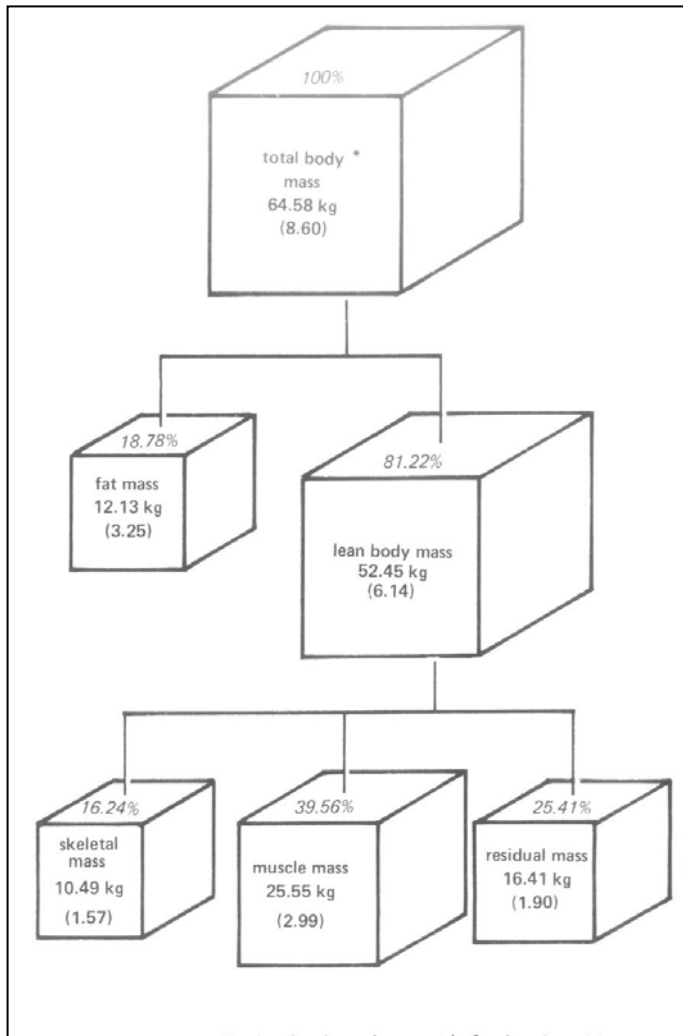 100%
total body *
mass
64.58 kg
(8.60)
18.78%
fat mass
12.13 kg
(3.25)
81.22%
lean body mass
52.45 kg
(6.14)
16.24%
skeletal
mass
10.49 kg
(1.57)
39.56%
muscle mass
25.55 kg
(2.99)
25.41%
residual mass
16.41 kg
(1.90)